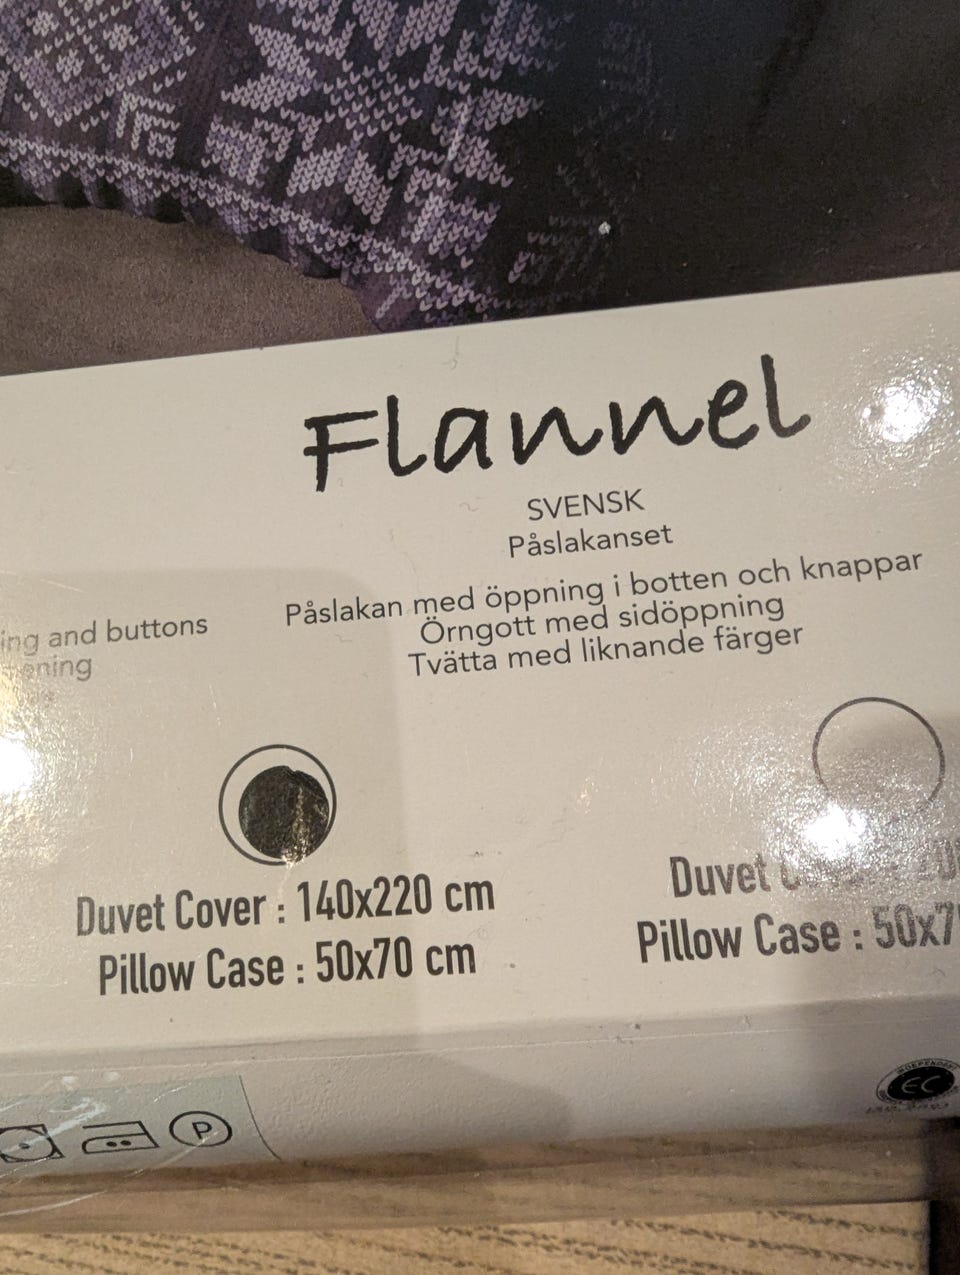 Flannel
SVENSK
Påslakanset
Påslakan med öppning i botten och knappar
Örngott med sidöppning
Tvätta med liknande färger
and buttons
Duvet Cover : 140x220 cm
Pillow Case : 50x70 cm
Duvet
Pillow Case :
P
INDEPENDENT
EC